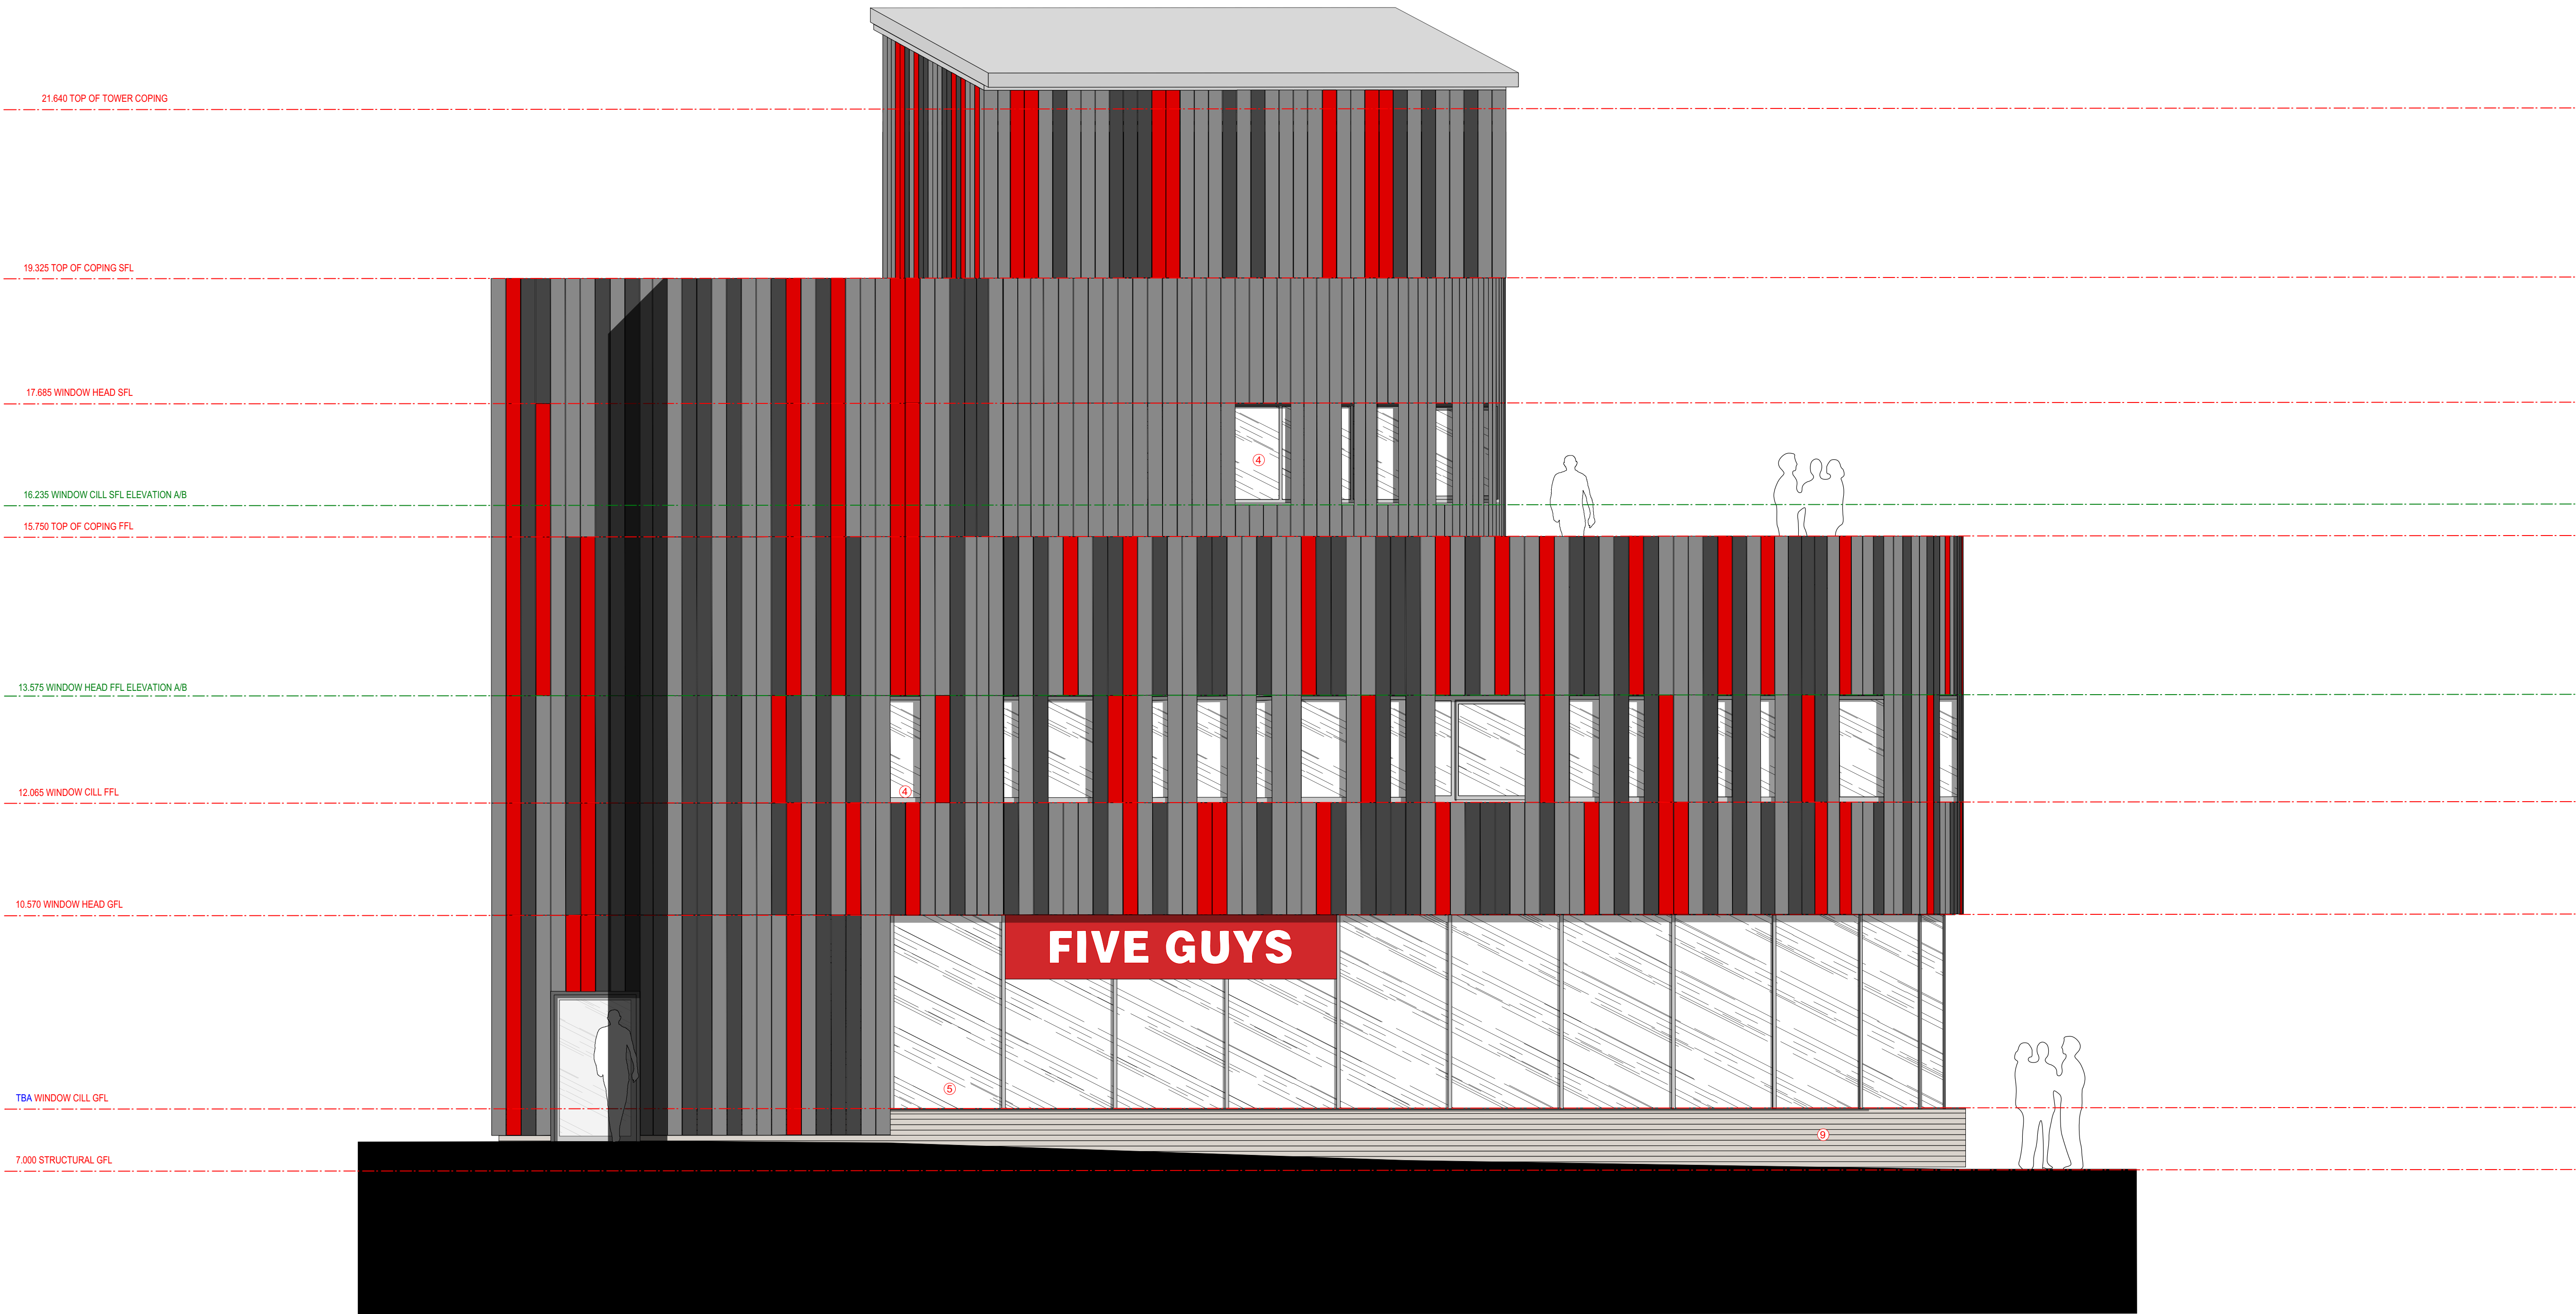 21.640 TOP OF TOWER COPING
19.325 TOP OF COPING SFL
17.685 WINDOW HEAD SFL
④
16.235 WINDOW CILL SFL ELEVATION A/B
15.750 TOP OF COPING FFL
13.575 WINDOW HEAD FFL ELEVATION A/B
④
12.065 WINDOW CILL FFL
10.570 WINDOW HEAD GFL
FIVE GUYS
⑤
TBA WINDOW CILL GFL
⑨
7.000 STRUCTURAL GFL